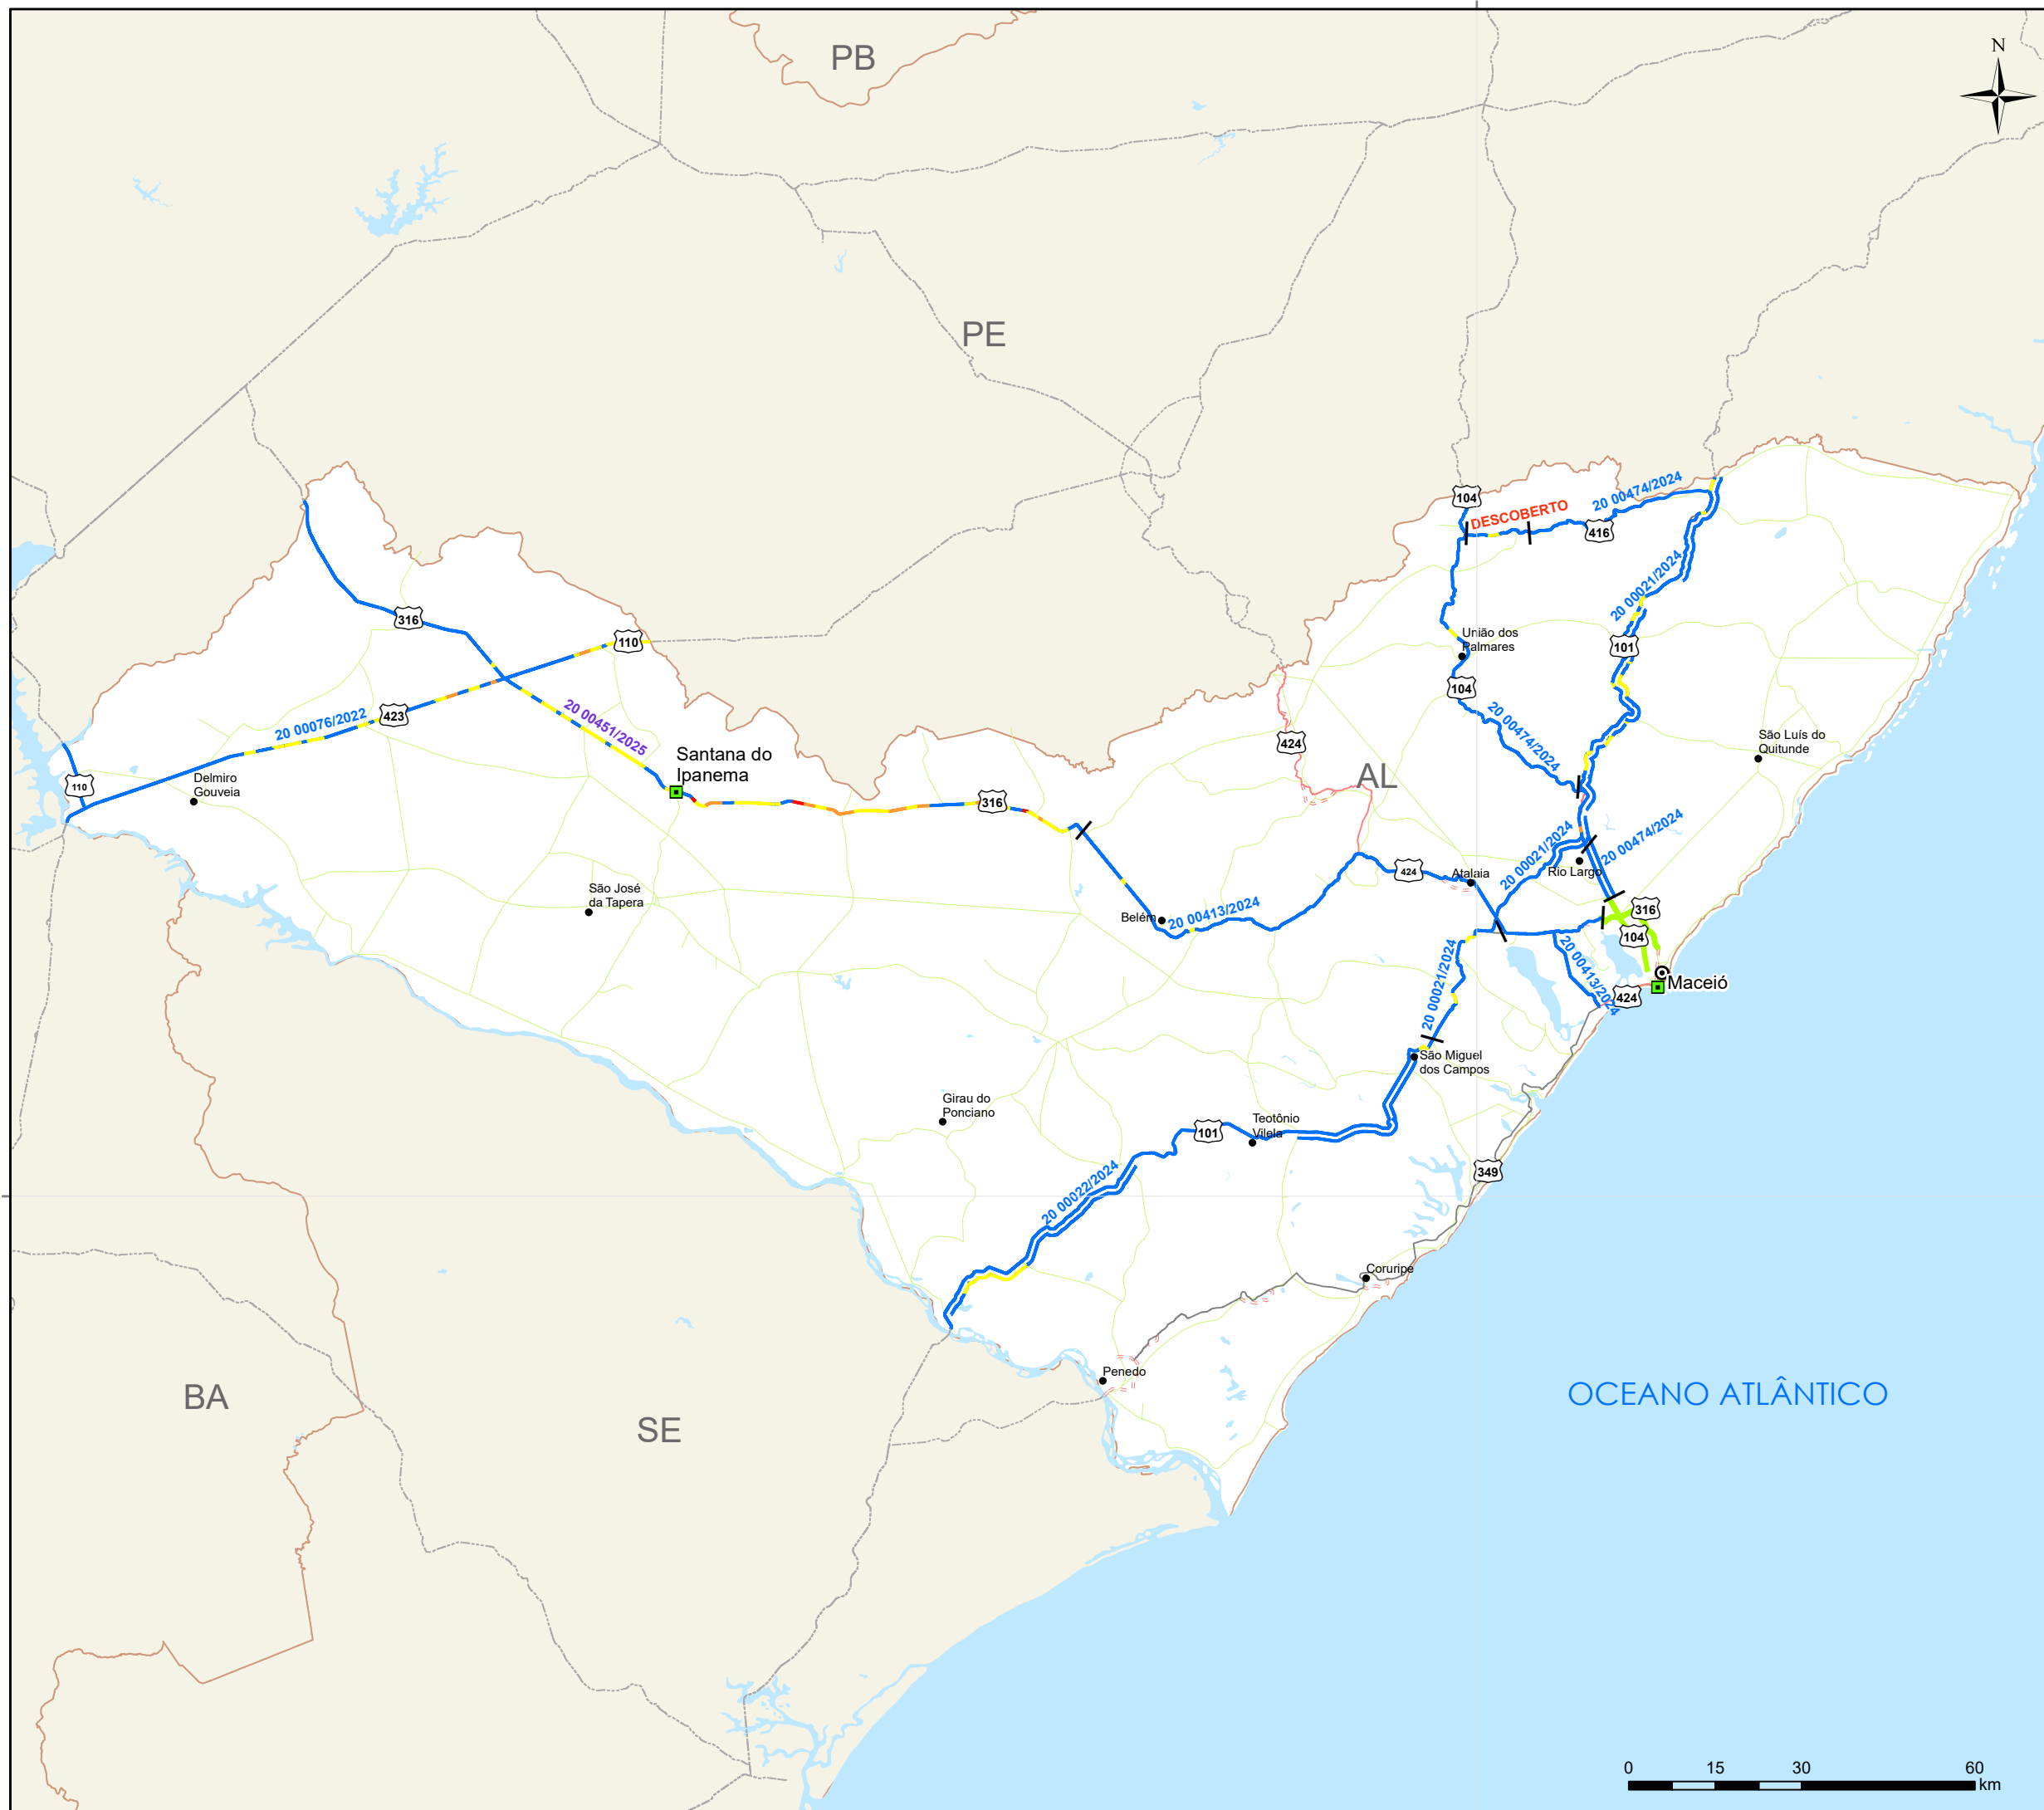 PB
N
PE
104
DESCOBERTO
20 00474/2024
416
20 00021/2024
316
110
União dos
Palmares
101
104
20 00076/2022
423
20 00451/2025
20 00474/2024
424
São Luís do
Quitunde
Santana do
Ipanema
AL
110
Delmiro
Gouveia
316
20 00021/2024
20 00474/2024
424
Atalaia
Rio Largo
São José
da Tapera
Belém
20 00413/2024
316
104
20 00021/2024
20 00413/2024
Maceió
424
São Miguel
dos Campos
Girau do
Ponciano
Teotônio
Vilela
101
349
20 00022/2024
Coruripe
Penedo
BA
OCEANO ATLÂNTICO
SE
0 15 30 60
km